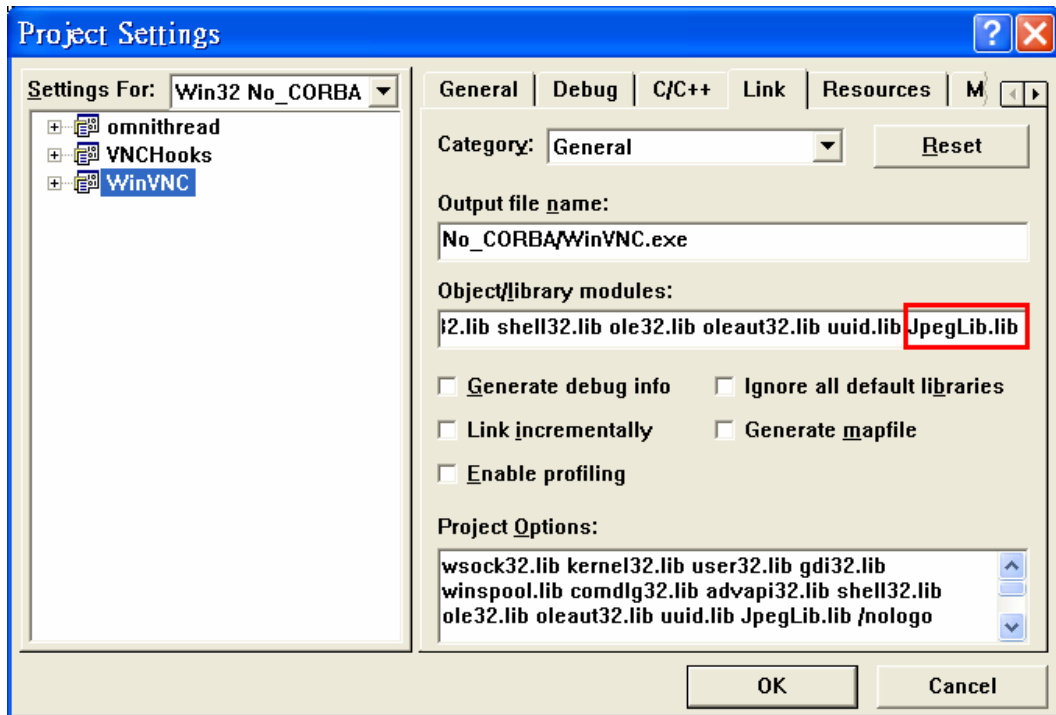 Project Settings
Settings For: Win32 No_CORBA
omnithread
VNCHooks
WinVNC
General Debug C/C++ Link Resources M
Category: General Reset
Output file name:
No_CORBA/WinVNC.exe
Object/library modules:
32.lib shell32.lib ole32.lib oleaut32.lib uuid.lib JpegLib.lib
Generate debug info Ignore all default libraries
Link incrementally Generate mapfile
Enable profiling
Project Options:
wsock32.lib kernel32.lib user32.lib gdi32.lib
winspool.lib comdlg32.lib advapi32.lib shell32.lib
ole32.lib oleaut32.lib uuid.lib JpegLib.lib /nologo
OK Cancel